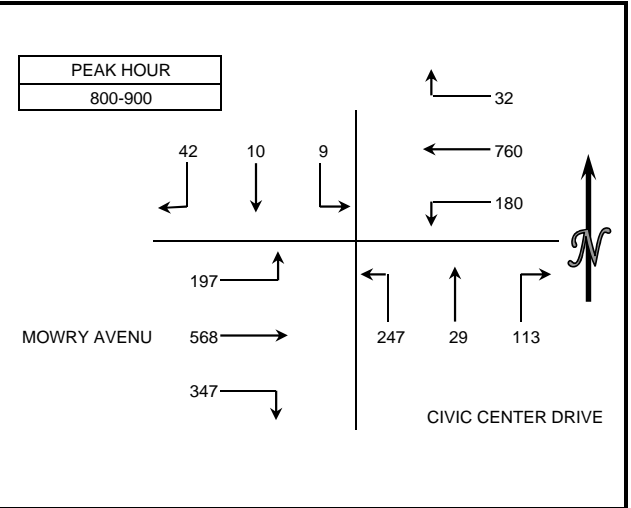 PEAK HOUR
800-900
32
42 10 9 760
180
N
197
MOWRY AVENU 568 247 29 113
347
CIVIC CENTER DRIVE